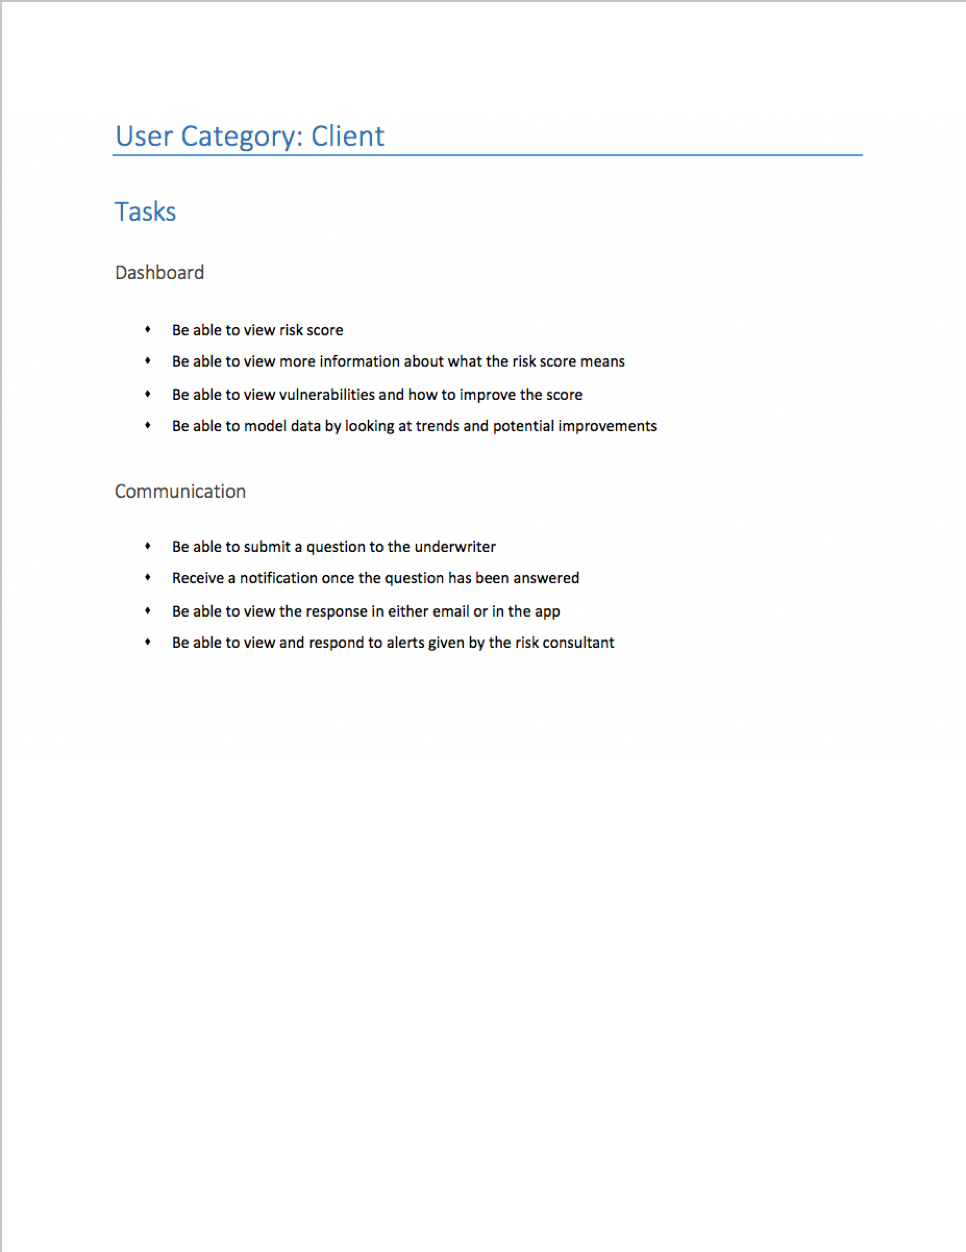 User Category: Client
Tasks
Dashboard
⬧ Be able to view risk score
⬧ Be able to view more information about what the risk score means
⬧ Be able to view vulnerabilities and how to improve the score
⬧ Be able to model data by looking at trends and potential improvements
Communication
⬧ Be able to submit a question to the underwriter
⬧ Receive a notification once the question has been answered
⬧ Be able to view the response in either email or in the app
⬧ Be able to view and respond to alerts given by the risk consultant